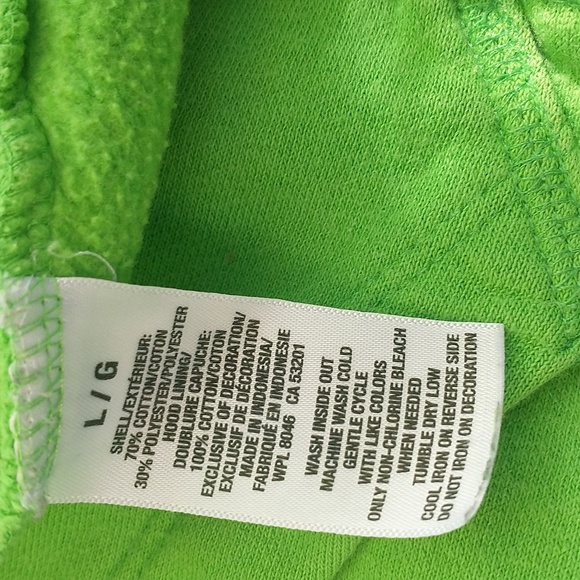 L / G
SHELL/EXTÉRIEUR:
70% COTTON/COTON
30% POLYESTER/POLYESTER
HOOD LINING/
DOUBLURE CAPUCHE:
100% COTTON/COTON
EXCLUSIVE OF DECORATION/
EXCLUSIF DE DÉCORATION
MADE IN INDONESIA/
FABRIQUÉ EN INDONESIE
WPL 8046 CA 53201
WASH INSIDE OUT
MACHINE WASH COLD
GENTLE CYCLE
WITH LIKE COLORS
ONLY NON-CHLORINE BLEACH
WHEN NEEDED
TUMBLE DRY LOW
COOL IRON ON REVERSE SIDE
DO NOT IRON ON DECORATION